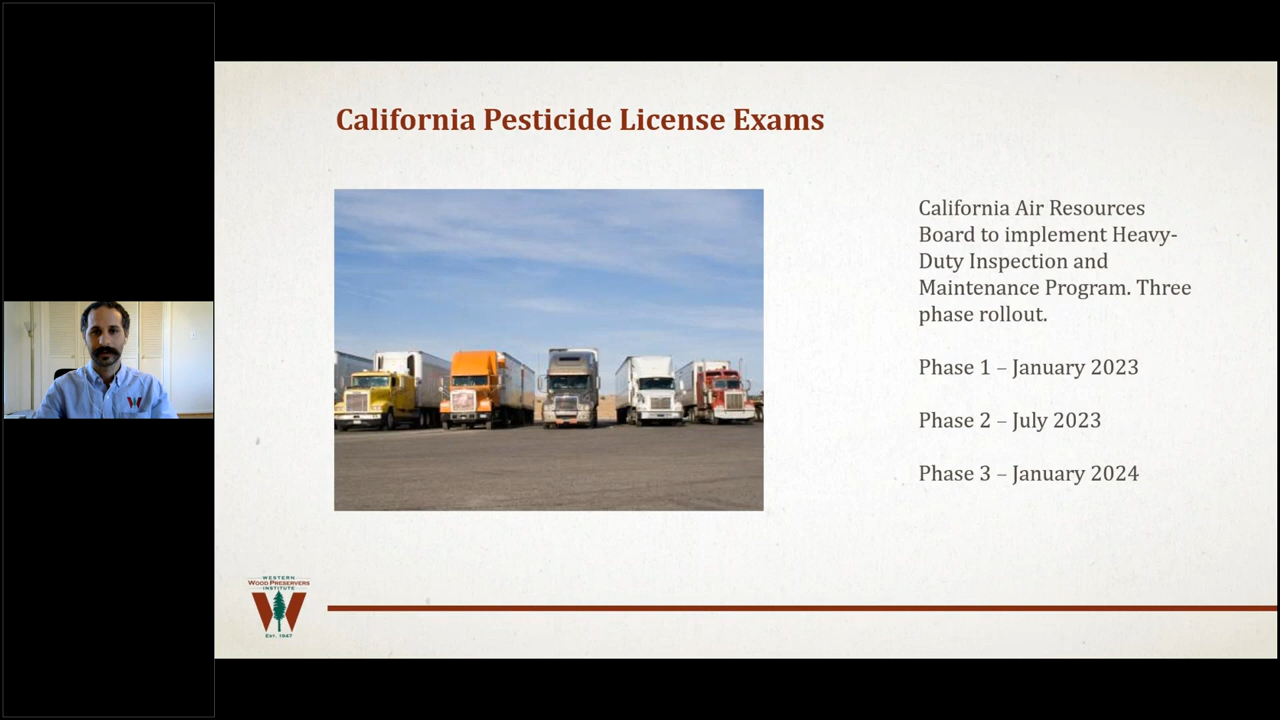 California Pesticide License Exams
California Air Resources
Board to implement Heavy-
Duty Inspection and
Maintenance Program. Three
phase rollout.
Phase 1 – January 2023
Phase 2 – July 2023
Phase 3 – January 2024
WESTERN
WOOD PRESERVERS
INSTITUTE
W
EST. 1947
W